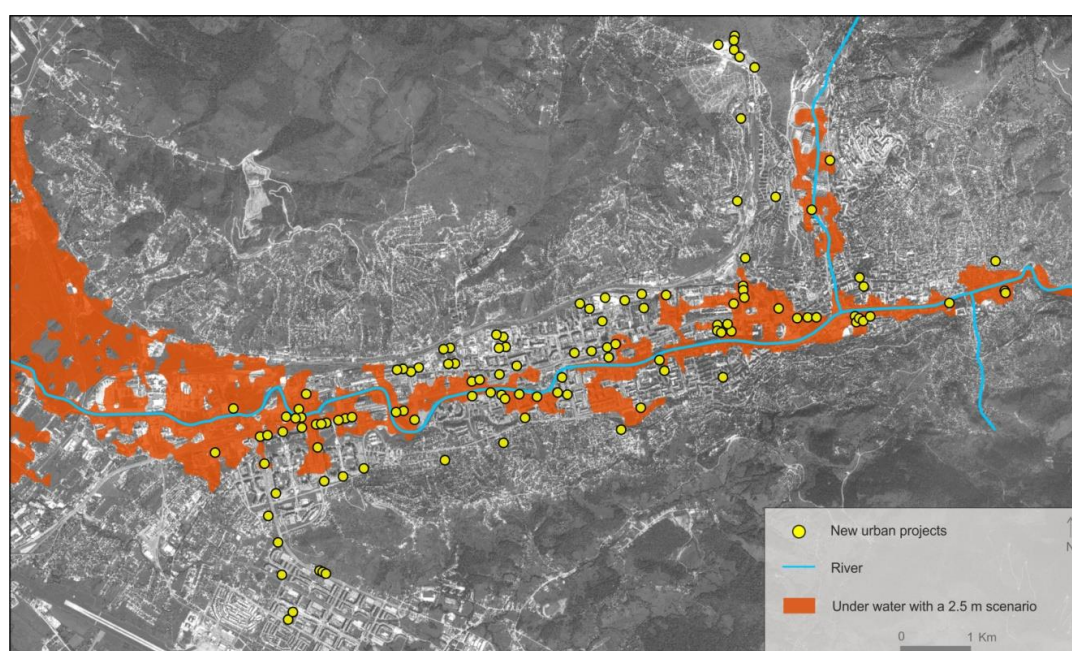 New urban projects
River
Under water with a 2.5 m scenario
N
0 1 Km